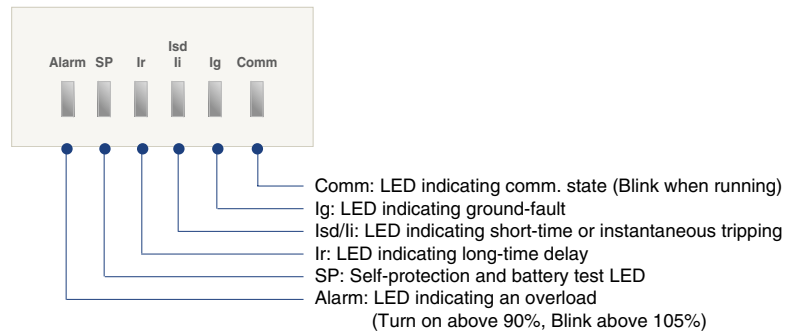 Isd
Alarm SP Ir Ii Ig Comm
Comm: LED indicating comm. state (Blink when running)
Ig: LED indicating ground-fault
Isd/Ii: LED indicating short-time or instantaneous tripping
Ir: LED indicating long-time delay
SP: Self-protection and battery test LED
Alarm: LED indicating an overload
(Turn on above 90%, Blink above 105%)